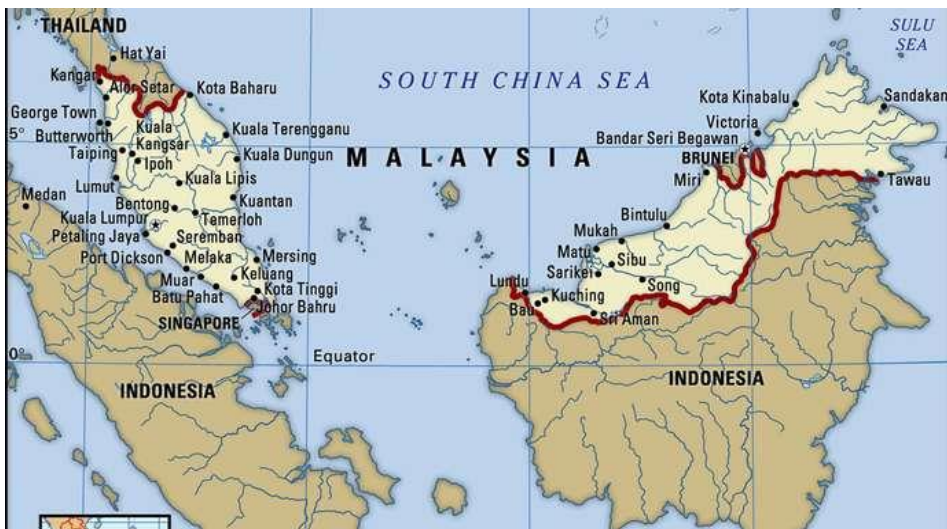 THAILAND
SULU
SEA
Hat Yai
SOUTH CHINA SEA
Kangar
Alor Setar
Kota Baharu
Kota Kinabalu
Sandakan
George Town
Butterworth
Kuala
Kangsar
Kuala Terengganu
Victoria
Bandar Seri Begawan
5°
Taiping
Ipoh
Kuala Dungun
MALAYSIA
BRUNEI
Miri
Tawau
Medan
Lumut
Kuala Lipis
Bentong
Kuantan
Kuala Lumpur
Temerloh
Bintulu
Petaling Jaya
Seremban
Mukah
Port Dickson
Melaka
Mersing
Matu
Sibu
Muar
Keluang
Sarikei
Song
Batu Pahat
Kota Tinggi
Lundu
Kuching
Johor Bahru
Bau
SINGAPORE
Sri Aman
0°
Equator
INDONESIA
INDONESIA